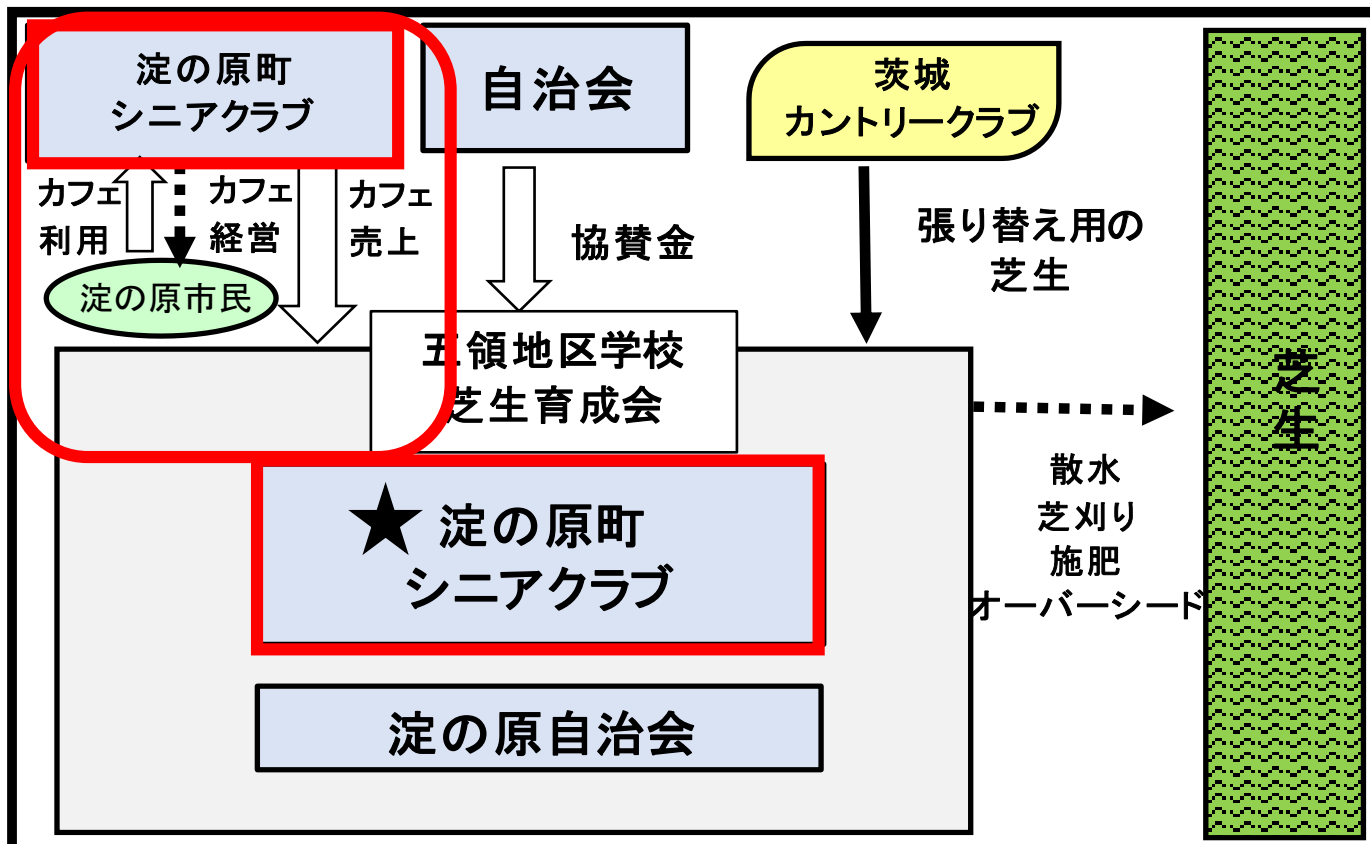 淀の原町
シニアクラブ
自治会
茨城
カントリークラブ
カフェ
利用
カフェ
経営
カフェ
売上
協賛金
張り替え用の
芝生
淀の原市民
五領地区学校
芝生育成会
★淀の原町
シニアクラブ
淀の原自治会
散水
芝刈り
施肥
オーバーシード
芝生